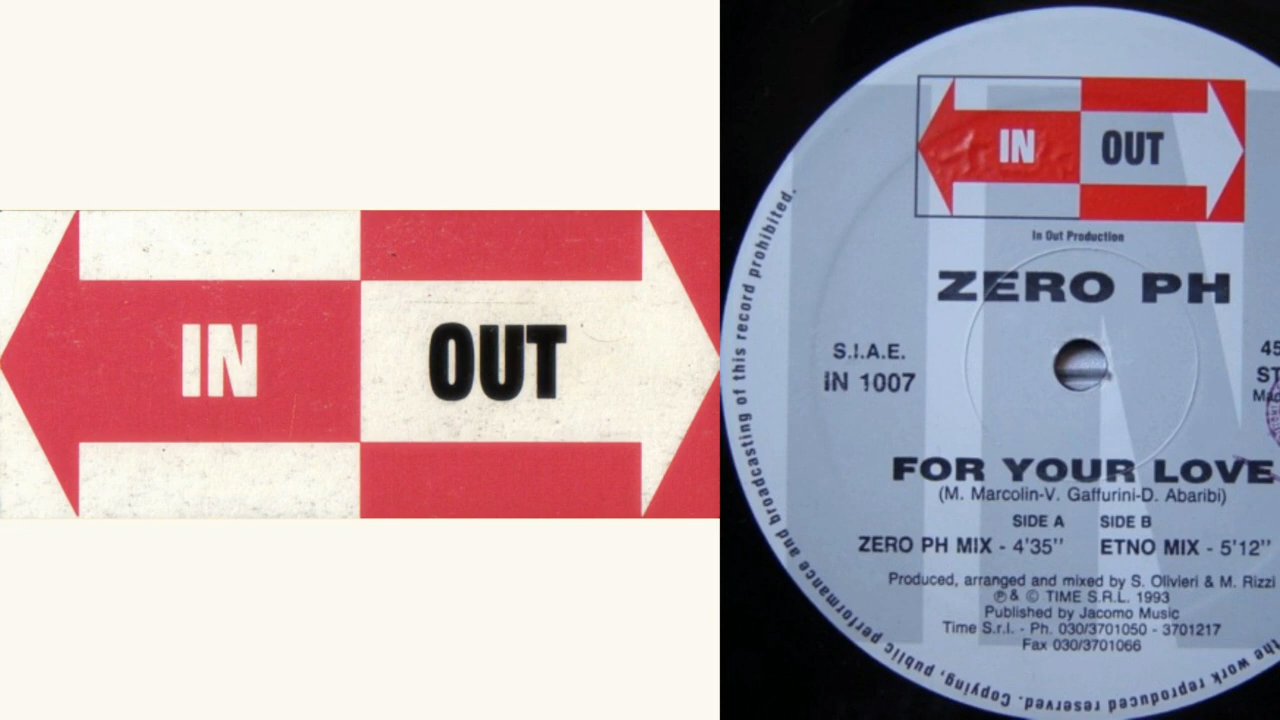 IN OUT
IN OUT
In Out Production
ZERO PH
S.I.A.E.
IN 1007
45
ST
FOR YOUR LOVE
(M. Marcolin-V. Gaffurini-D. Abaribi)
SIDE A SIDE B
ZERO PH MIX - 4'35'' ETNO MIX - 5'12''
Produced, arranged and mixed by S. Olivieri & M. Rizzi
℗ & © TIME S.R.L. 1993
Published by Jacomo Music
Time S.r.l. - Ph. 030/3701050 - 3701217
Fax 030/3701066
the work reproduced reserved. Copying, public performance and broadcasting of this record prohibited.